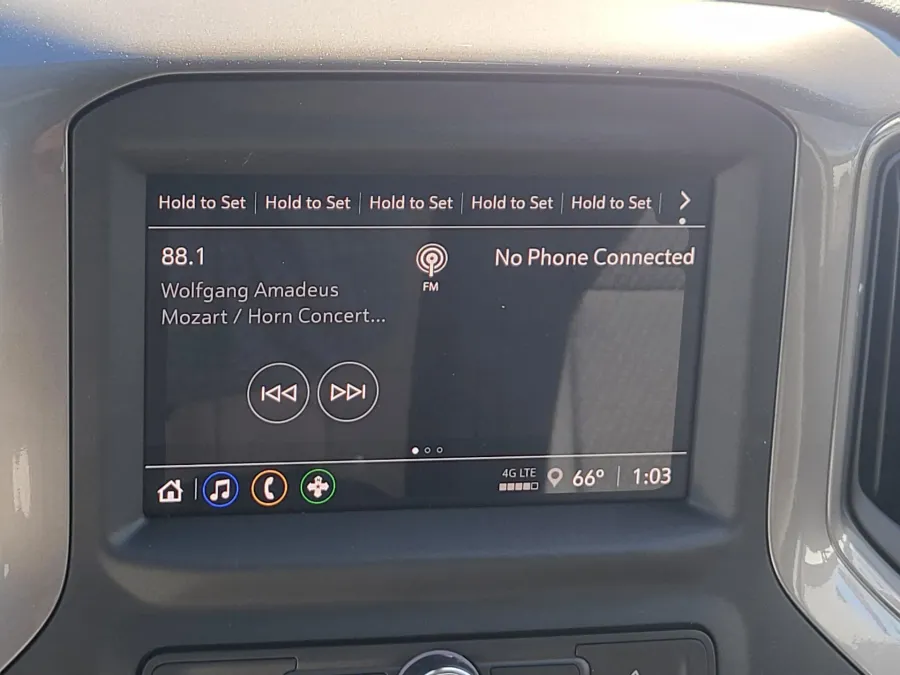 Hold to Set Hold to Set Hold to Set Hold to Set Hold to Set
88.1
FM
No Phone Connected
Wolfgang Amadeus
Mozart / Horn Concert...
4G LTE
66° 1:03